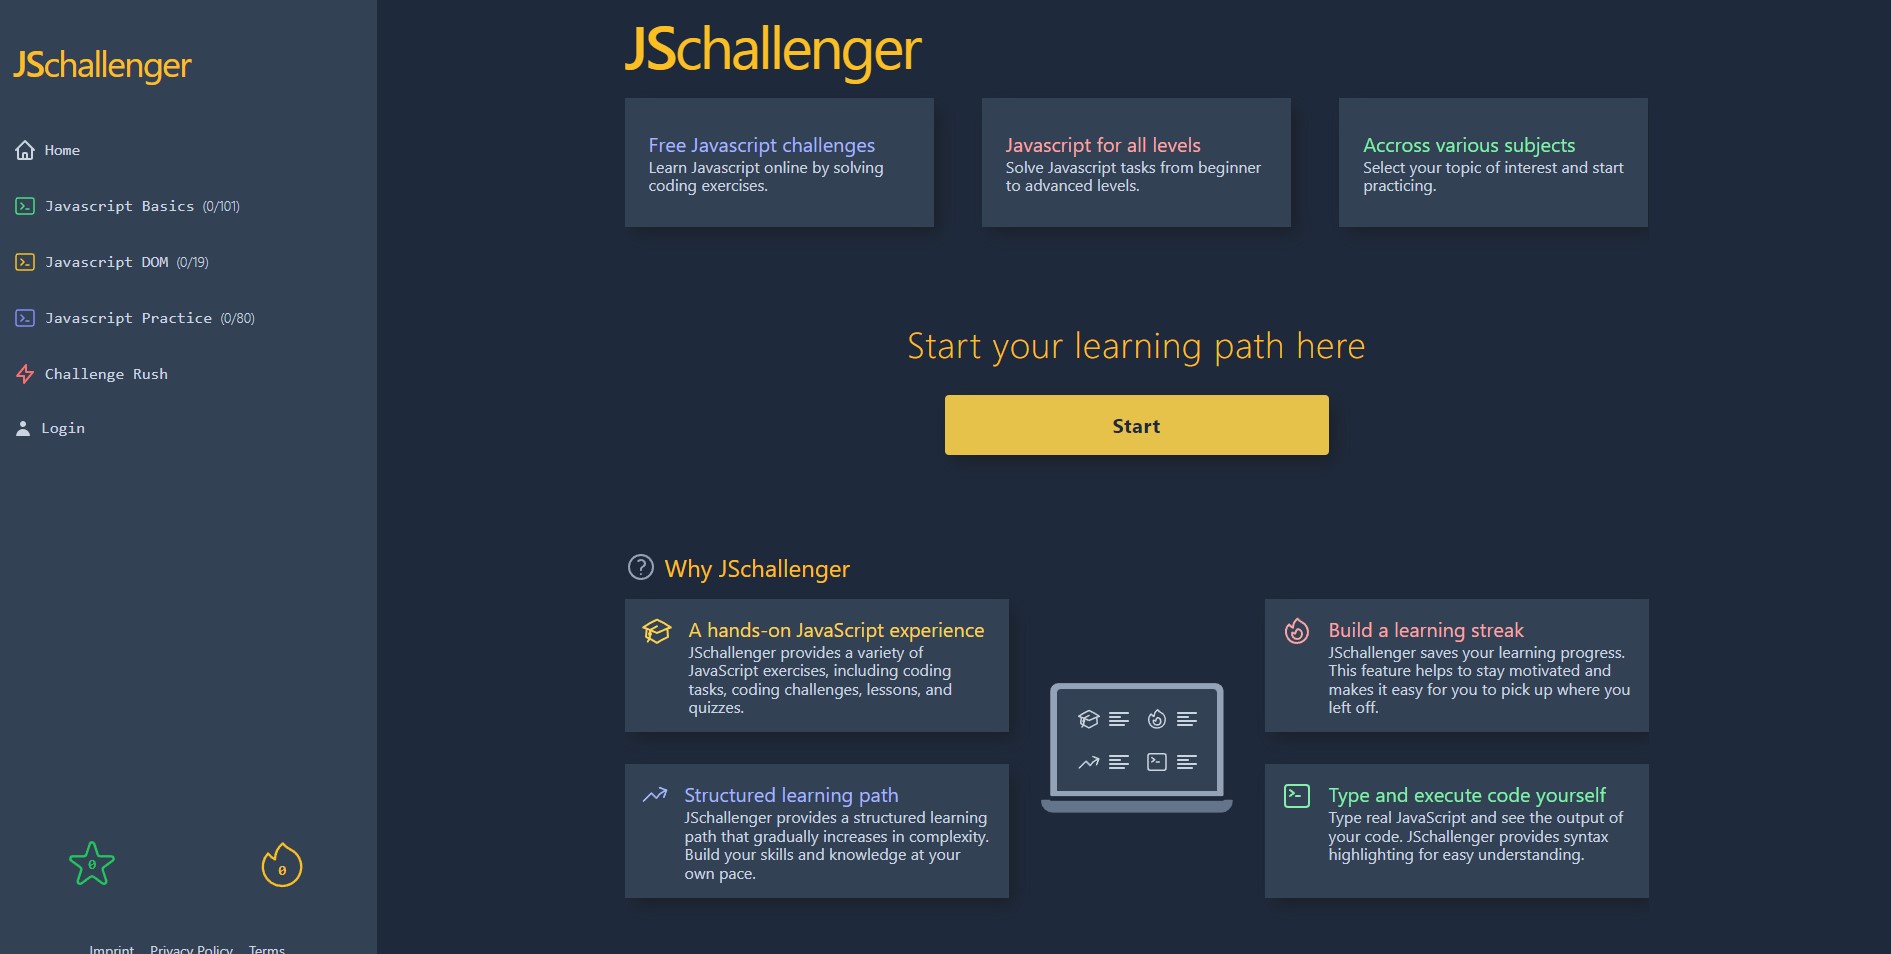 JSchallenger
Home
Javascript Basics (0/101)
Javascript DOM (0/19)
Javascript Practice (0/80)
Challenge Rush
Login
0
0
Imprint Privacy Policy Terms
JSchallenger
Free Javascript challenges
Learn Javascript online by solving
coding exercises.
Javascript for all levels
Solve Javascript tasks from beginner
to advanced levels.
Accross various subjects
Select your topic of interest and start
practicing.
Start your learning path here
Start
Why JSchallenger
A hands-on JavaScript experience
JSchallenger provides a variety of
JavaScript exercises, including coding
tasks, coding challenges, lessons, and
quizzes.
Build a learning streak
JSchallenger saves your learning progress.
This feature helps to stay motivated and
makes it easy for you to pick up where you
left off.
Structured learning path
JSchallenger provides a structured learning
path that gradually increases in complexity.
Build your skills and knowledge at your
own pace.
Type and execute code yourself
Type real JavaScript and see the output of
your code. JSchallenger provides syntax
highlighting for easy understanding.